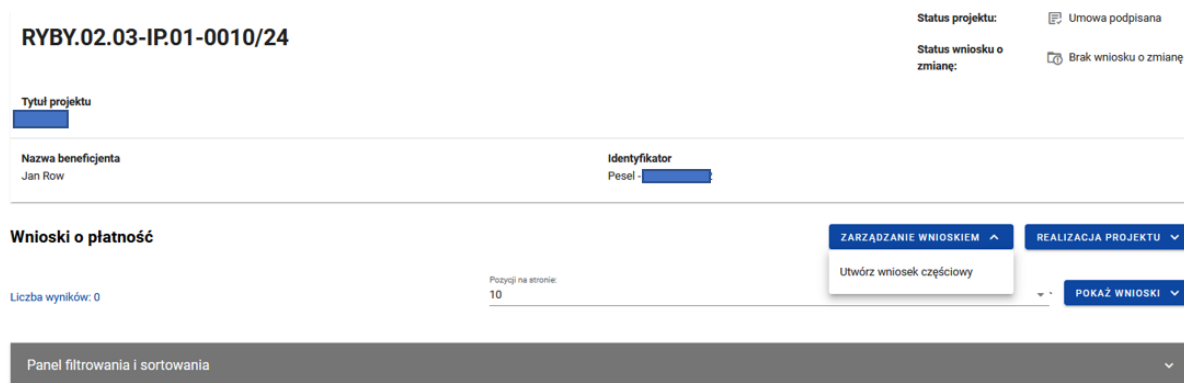 RYBY.02.03-IP.01-0010/24
Status projektu: Umowa podpisana
Status wniosku o zmianę: Brak wniosku o zmianę
Tytuł projektu
Nazwa beneficjenta
Jan Row
Identyfikator
Pesel -
Wnioski o płatność
ZARZĄDZANIE WNIOSKIEM
REALIZACJA PROJEKTU
Utwórz wniosek częściowy
Liczba wyników: 0
Pozycji na stronie:
10
POKAŻ WNIOSKI
Panel filtrowania i sortowania